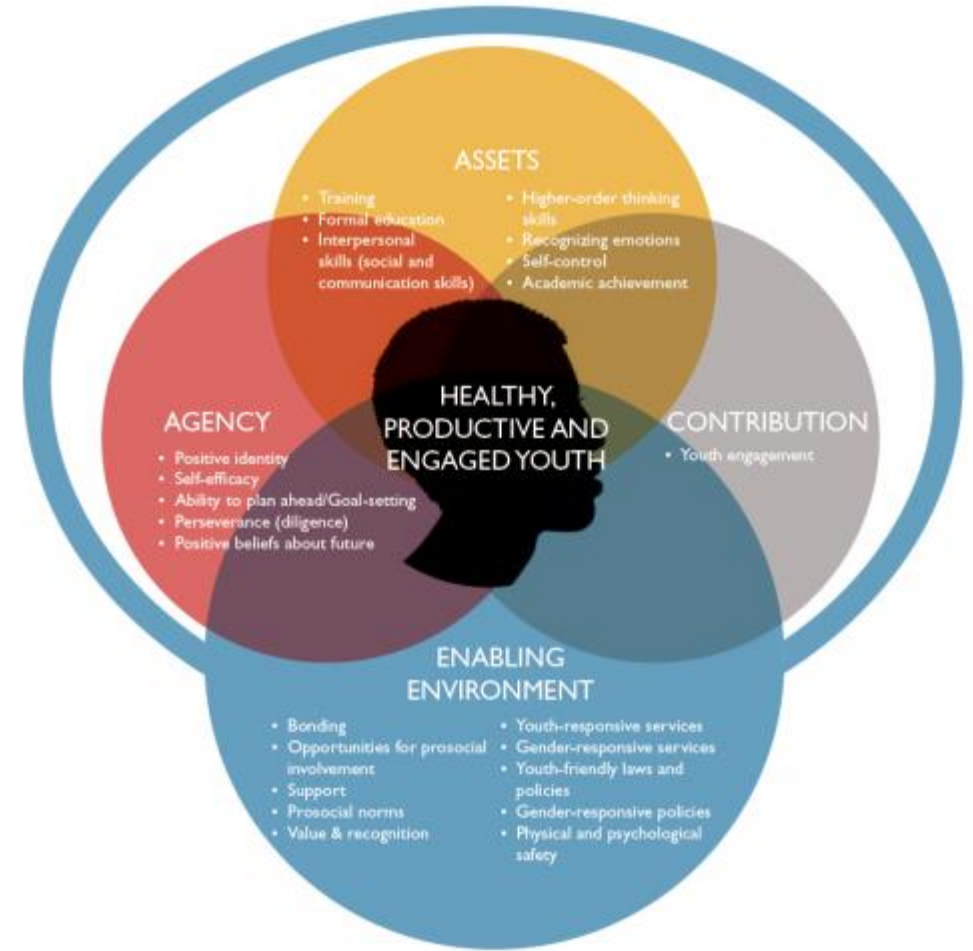 ASSETS
• Training
• Formal education
• Interpersonal
skills (social and
communication skills)
• Higher-order thinking
skills
• Recognizing emotions
• Self-control
• Academic achievement
AGENCY
• Positive identity
• Self-efficacy
• Ability to plan ahead/Goal-setting
• Perseverance (diligence)
• Positive beliefs about future
HEALTHY,
PRODUCTIVE AND
ENGAGED YOUTH
CONTRIBUTION
• Youth engagement
ENABLING
ENVIRONMENT
• Bonding
• Opportunities for prosocial
involvement
• Support
• Prosocial norms
• Value & recognition
• Youth-responsive services
• Gender-responsive services
• Youth-friendly laws and
policies
• Gender-responsive policies
• Physical and psychological
safety